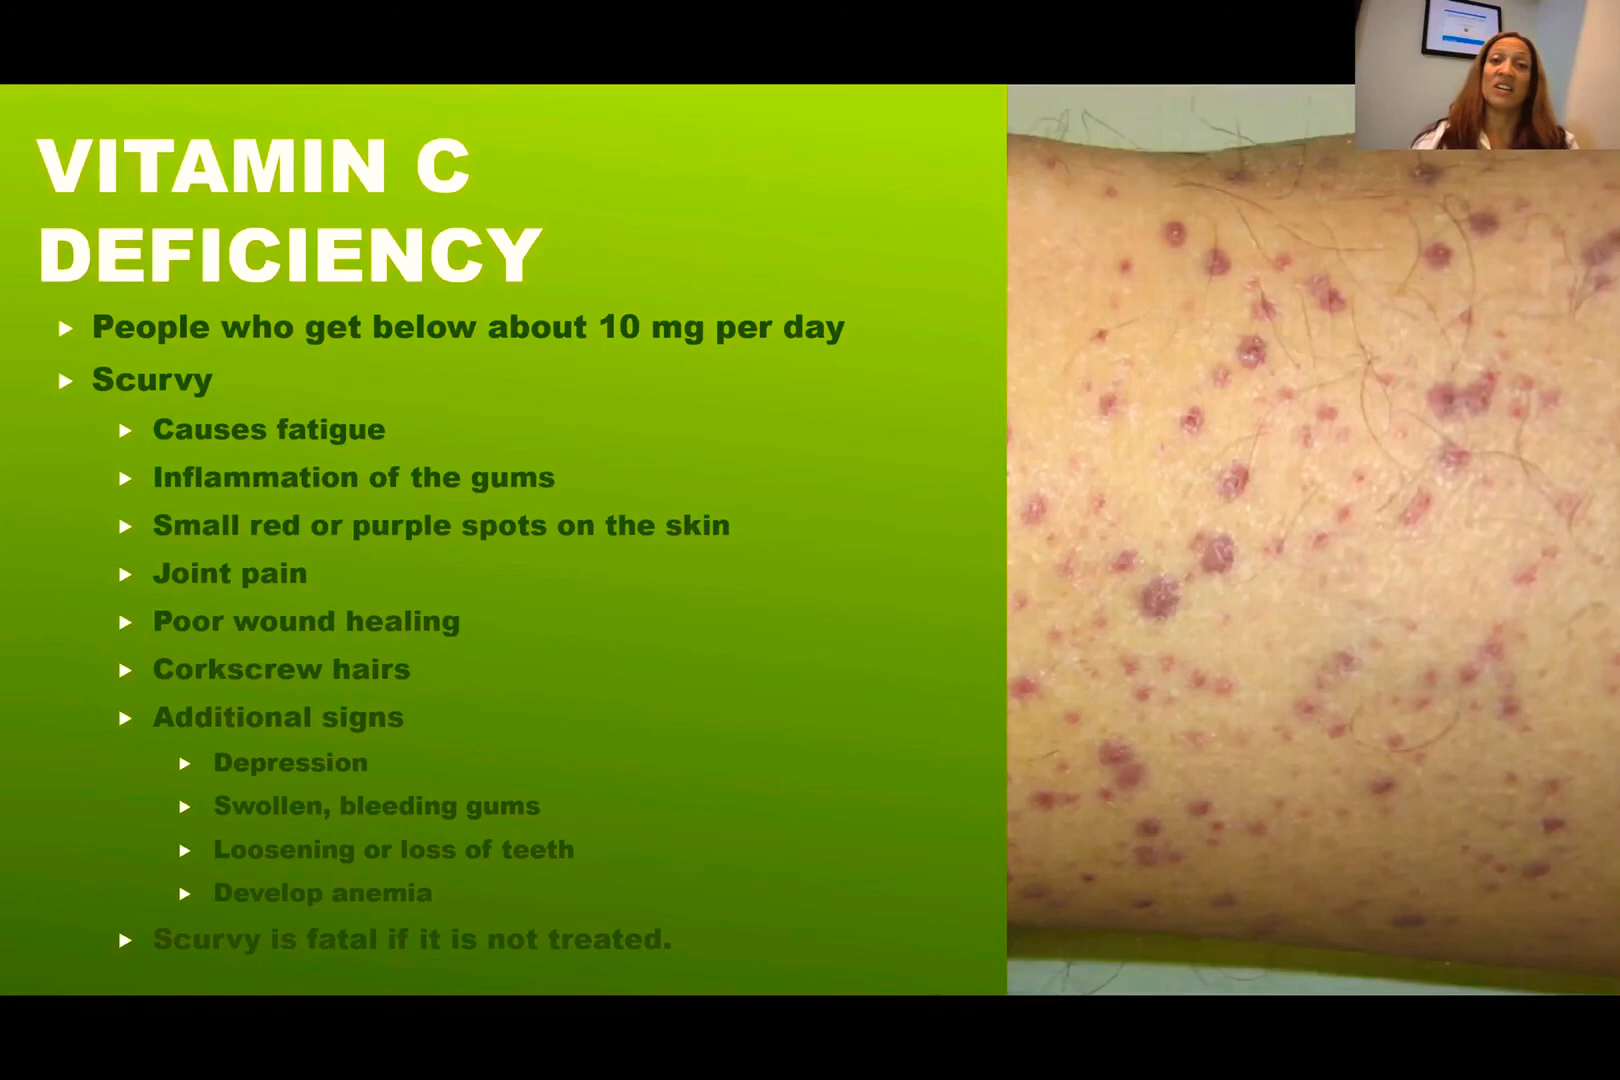 VITAMIN C
DEFICIENCY
People who get below about 10 mg per day
Scurvy
Causes fatigue
Inflammation of the gums
Small red or purple spots on the skin
Joint pain
Poor wound healing
Corkscrew hairs
Additional signs
Depression
Swollen, bleeding gums
Loosening or loss of teeth
Develop anemia
Scurvy is fatal if it is not treated.